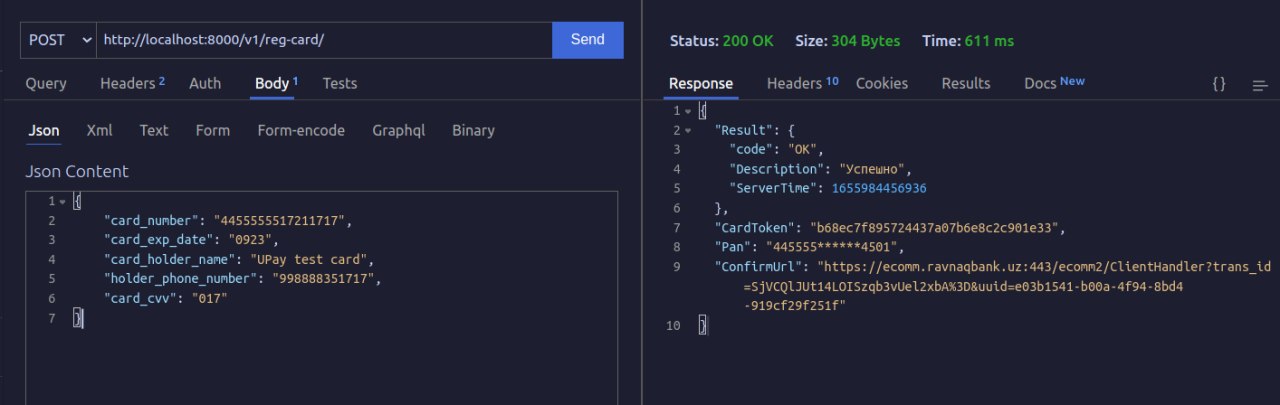 POST http://localhost:8000/v1/reg-card/ Send
Query Headers 2 Auth Body 1 Tests
Json Xml Text Form Form-encode Graphql Binary
Json Content
1 {
2 "card_number": "4455555517211717",
3 "card_exp_date": "0923",
4 "card_holder_name": "UPay test card",
5 "holder_phone_number": "998888351717",
6 "card_cvv": "017"
7 }
Status: 200 OK Size: 304 Bytes Time: 611 ms
Response Headers 10 Cookies Results Docs New {}
1 {
2 "Result": {
3 "code": "OK",
4 "Description": "Успешно",
5 "ServerTime": 1655984456936
6 },
7 "CardToken": "b68ec7f895724437a07b6e8c2c901e33",
8 "Pan": "445555******4501",
9 "ConfirmUrl": "https://ecomm.ravnaqbank.uz:443/ecomm2/ClientHandler?trans_id
=SjVCQlJUt14LOISzqb3vUel2xbA%3D&uuid=e03b1541-b00a-4f94-8bd4
-919cf29f251f"
10 }